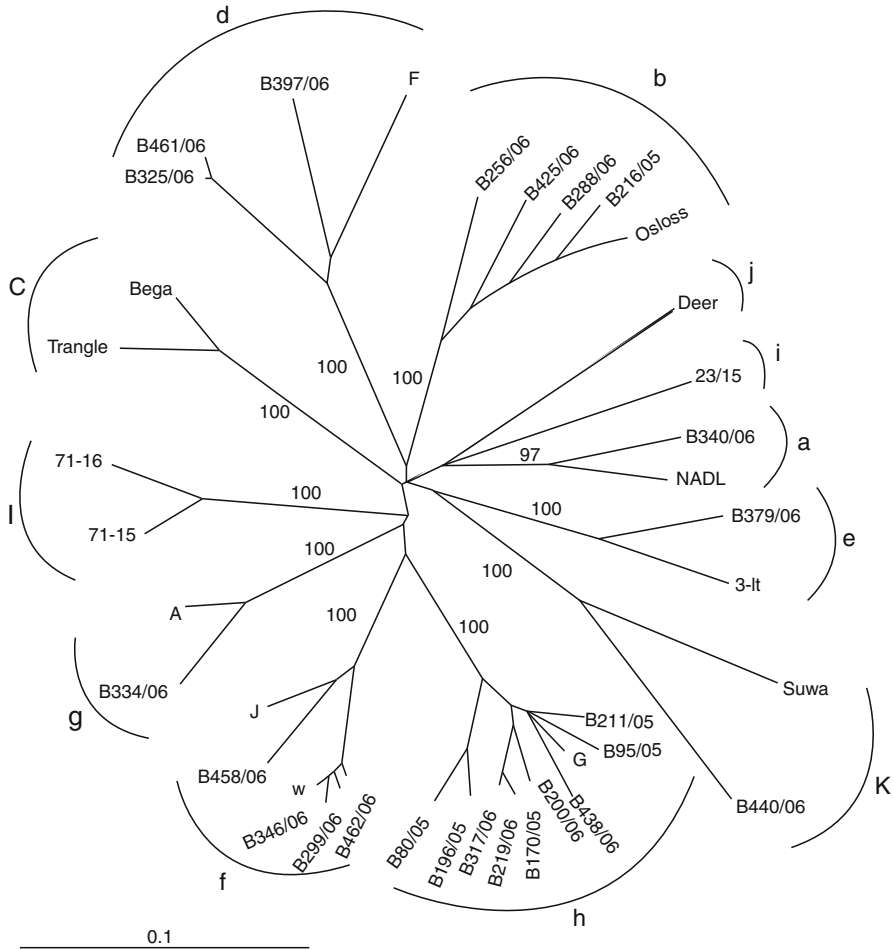 d
B397/06
F
b
B461/06
B325/06
B256/06
B425/06
B288/06
B216/05
Osloss
j
Deer
C
Bega
Trangle
100
100
100
i
23/15
a
B340/06
97
NADL
71-16
I
71-15
100
100
B379/06
e
3-lt
100
100
A
B334/06
g
100
100
Suwa
K
B440/06
J
B458/06
w
B346/06
B299/06
B462/06
f
B80/05
B196/05
B317/06
B219/06
B170/05
B200/06
B438/06
G
B95/05
B211/05
h
0.1